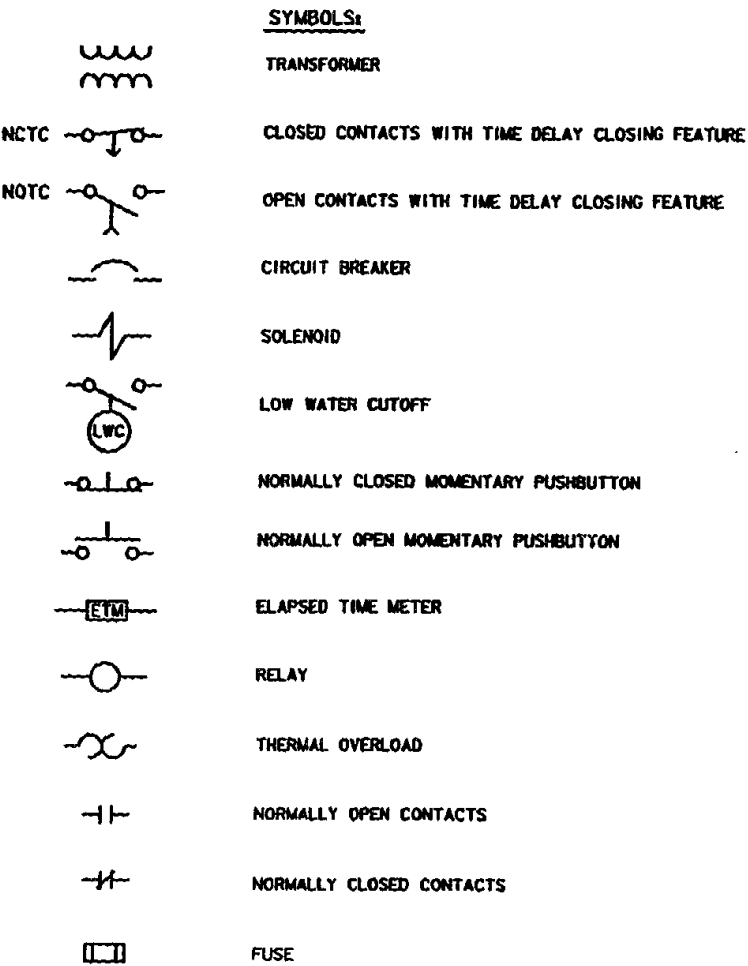 SYMBOLS:
TRANSFORMER
NCTC CLOSED CONTACTS WITH TIME DELAY CLOSING FEATURE
NOTC OPEN CONTACTS WITH TIME DELAY CLOSING FEATURE
CIRCUIT BREAKER
SOLENOID
LOW WATER CUTOFF
LWC
NORMALLY CLOSED MOMENTARY PUSHBUTTON
NORMALLY OPEN MOMENTARY PUSHBUTTON
ETM ELAPSED TIME METER
RELAY
THERMAL OVERLOAD
NORMALLY OPEN CONTACTS
NORMALLY CLOSED CONTACTS
FUSE